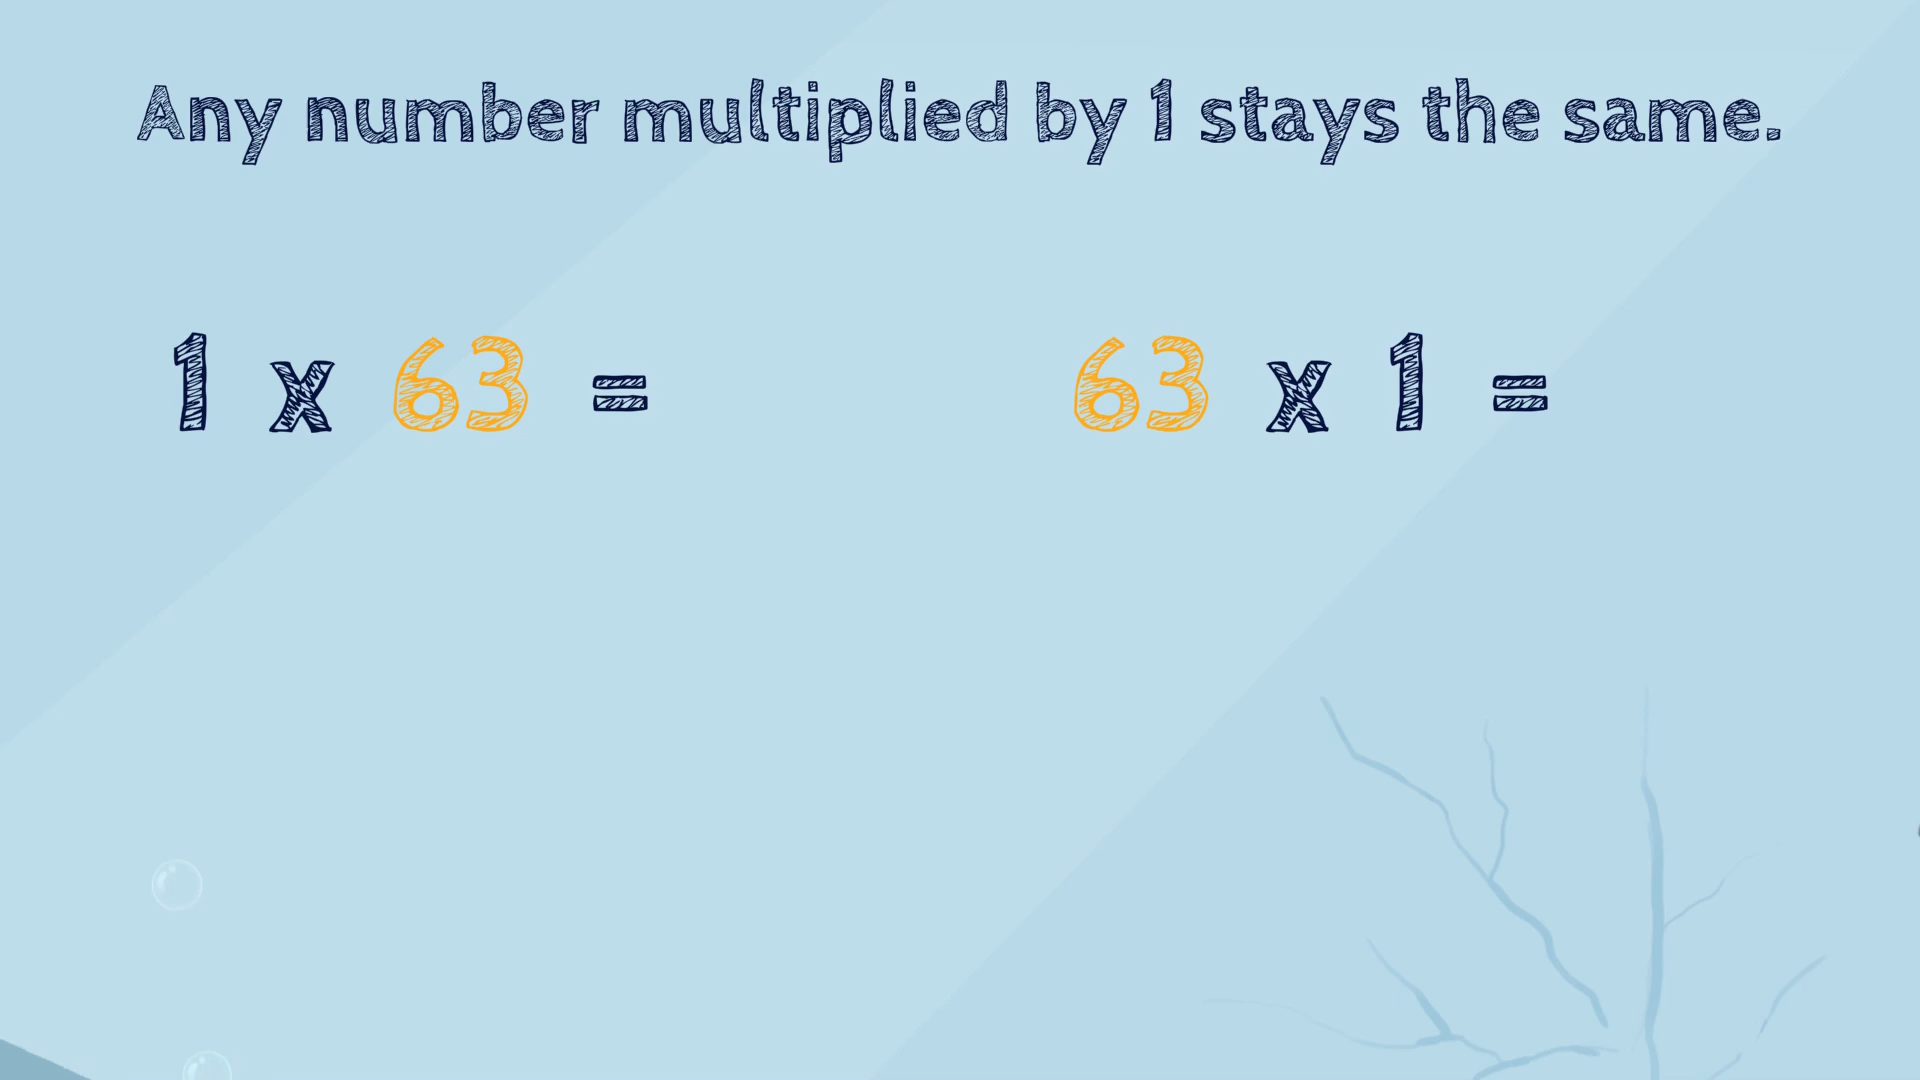 Any number multiplied by 1 stays the same.
1 x 63 =
63 x 1 =